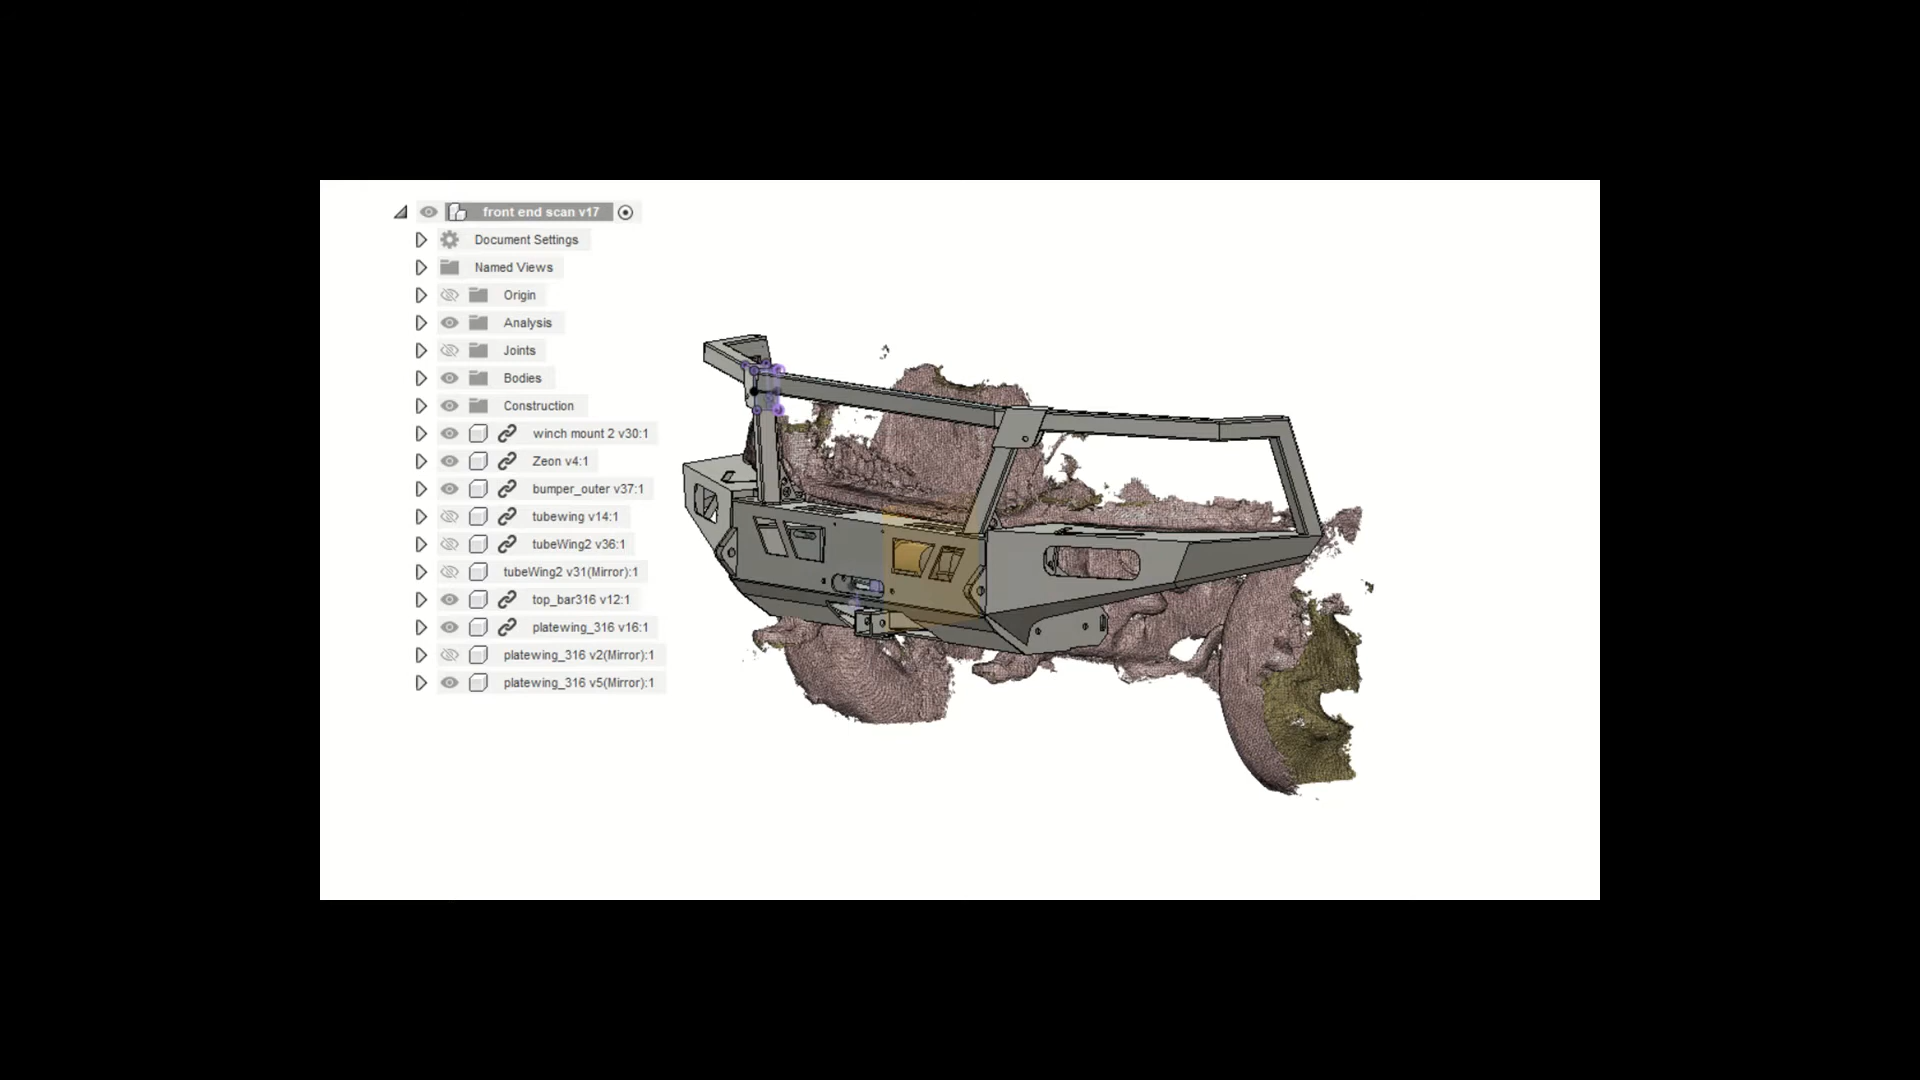 front end scan v17
Document Settings
Named Views
Origin
Analysis
Joints
Bodies
Construction
winch mount 2 v30:1
Zeon v4:1
bumper_outer v37:1
tubewing v14:1
tubeWing2 v36:1
tubeWing2 v31(Mirror):1
top_bar316 v12:1
platewing_316 v16:1
platewing_316 v2(Mirror):1
platewing_316 v5(Mirror):1